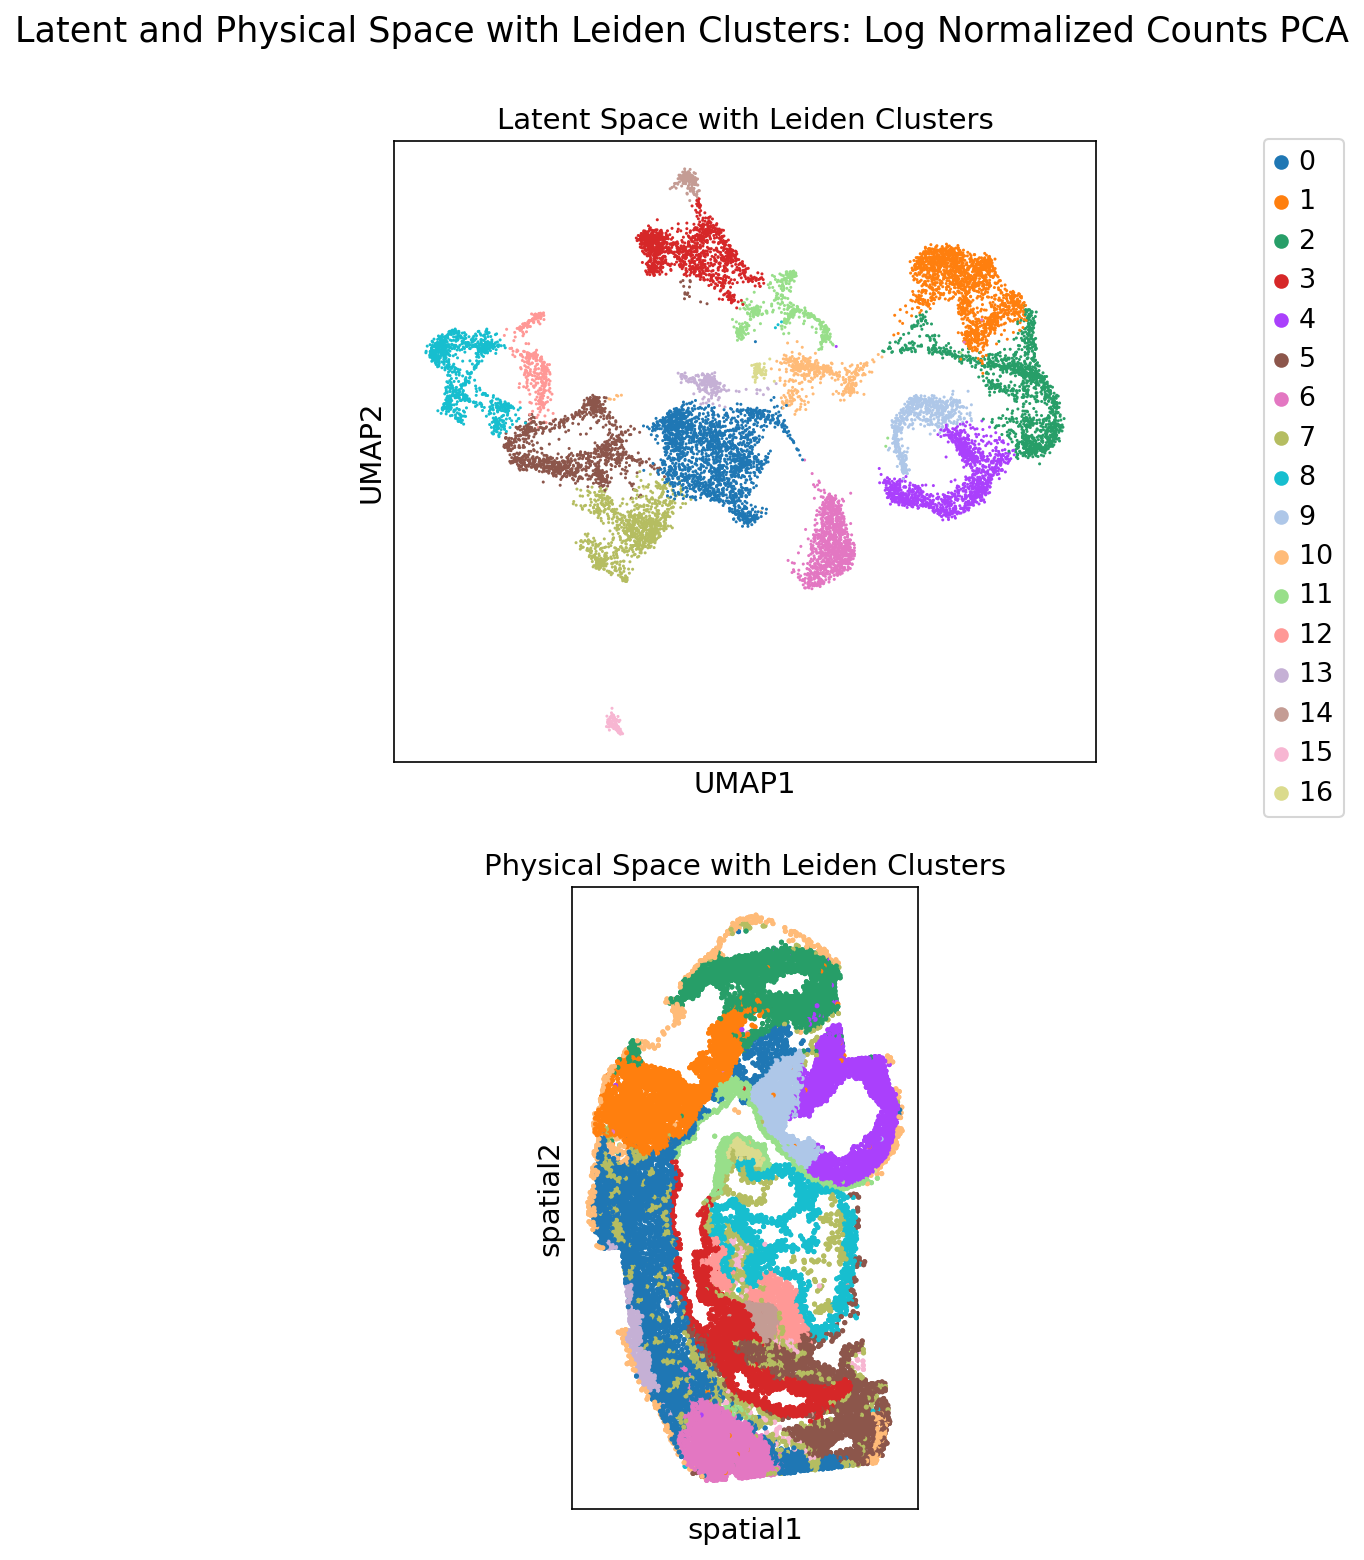 Latent and Physical Space with Leiden Clusters: Log Normalized Counts PCA
Latent Space with Leiden Clusters
UMAP2
UMAP1
0
1
2
3
4
5
6
7
8
9
10
11
12
13
14
15
16
Physical Space with Leiden Clusters
spatial2
spatial1